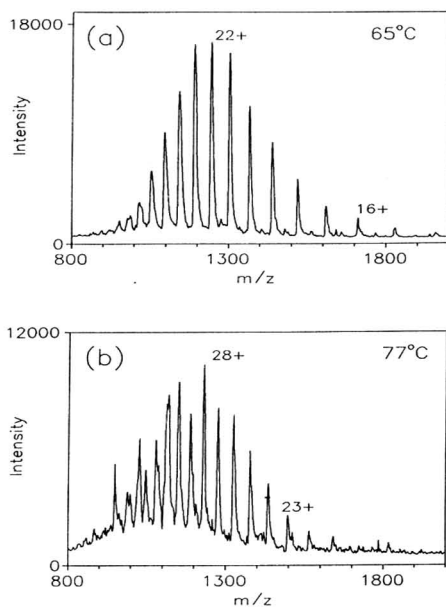 18000
(a)
22+
65°C
Intensity
16+
0
800
1300
1800
m/z
12000
(b)
28+
77°C
Intensity
23+
0
800
1300
1800
m/z